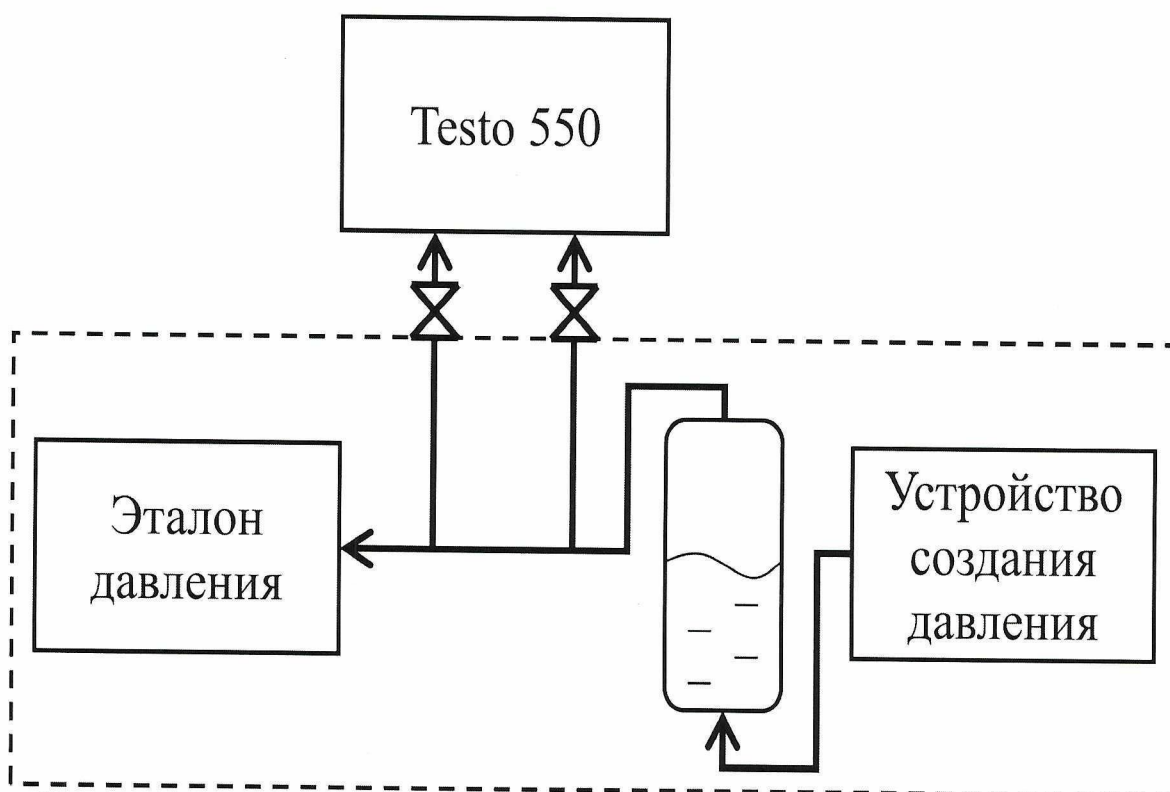 Testo 550
Эталон
давления
Устройство
создания
давления